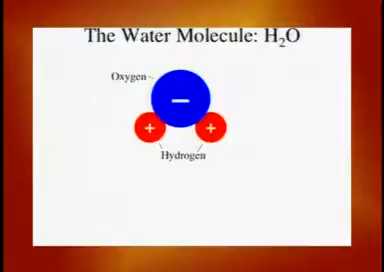 The Water Molecule: H₂O
Oxygen
−
+ +
Hydrogen